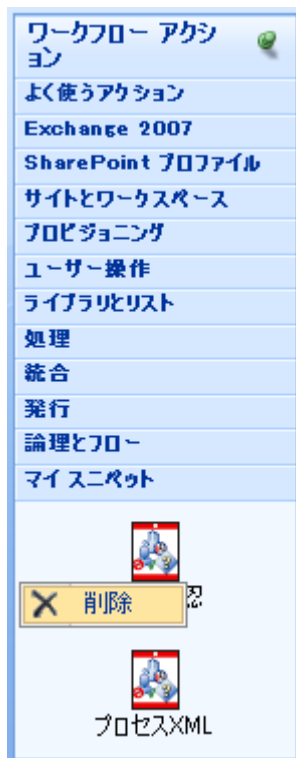 ワークフロー アクシ
ョン
よく使うアクション
Exchange 2007
SharePoint プロファイル
サイトとワークスペース
プロビジョニング
ユーザー操作
ライブラリとリスト
処理
統合
発行
論理とフロー
マイ スニペット
削除
認
プロセスXML